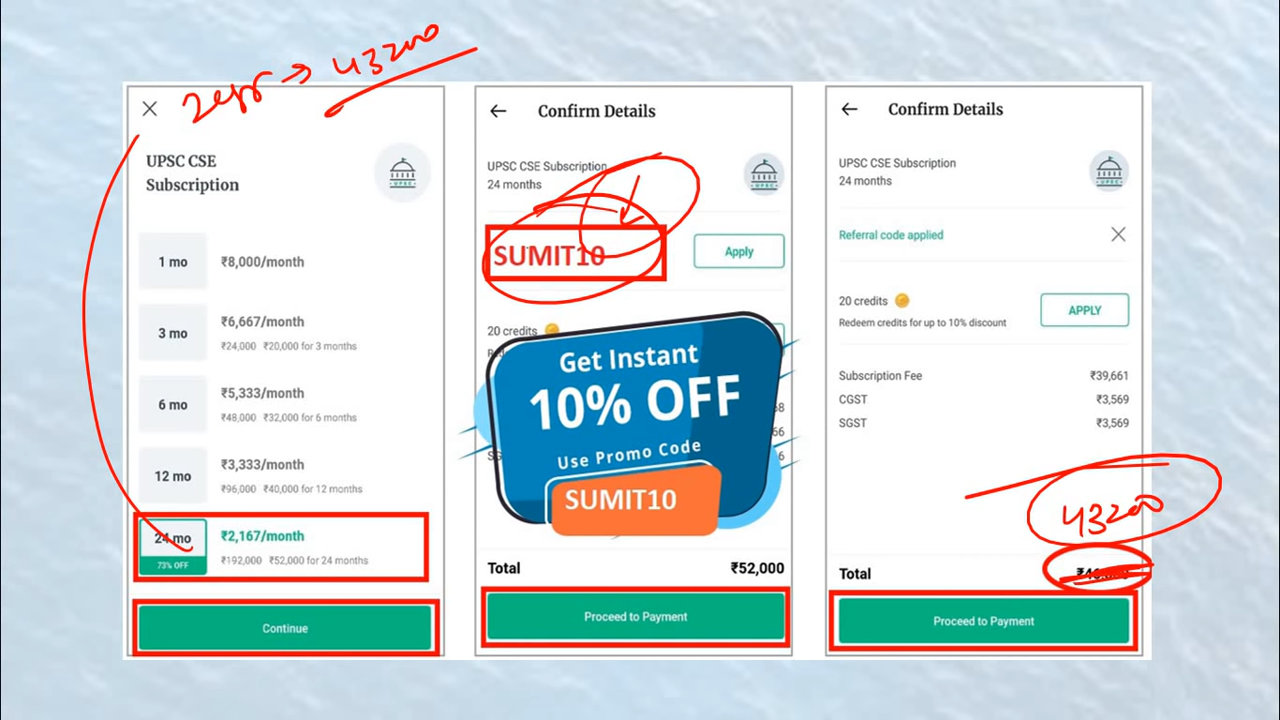 2 yrs → 43200
UPSC CSE
Subscription
UPSC
1 mo ₹8,000/month
3 mo ₹6,667/month
₹24,000 ₹20,000 for 3 months
6 mo ₹5,333/month
₹48,000 ₹32,000 for 6 months
12 mo ₹3,333/month
₹96,000 ₹40,000 for 12 months
24 mo ₹2,167/month
73% OFF ₹192,000 ₹52,000 for 24 months
Continue
Confirm Details
UPSC CSE Subscription
24 months
UPSC
SUMIT10 Apply
20 credits
Get Instant
10% OFF
Use Promo Code
SUMIT10
Total ₹52,000
Proceed to Payment
Confirm Details
UPSC CSE Subscription
24 months
UPSC
Referral code applied
20 credits APPLY
Redeem credits for up to 10% discount
Subscription Fee ₹39,661
CGST ₹3,569
SGST ₹3,569
43200
Total
Proceed to Payment